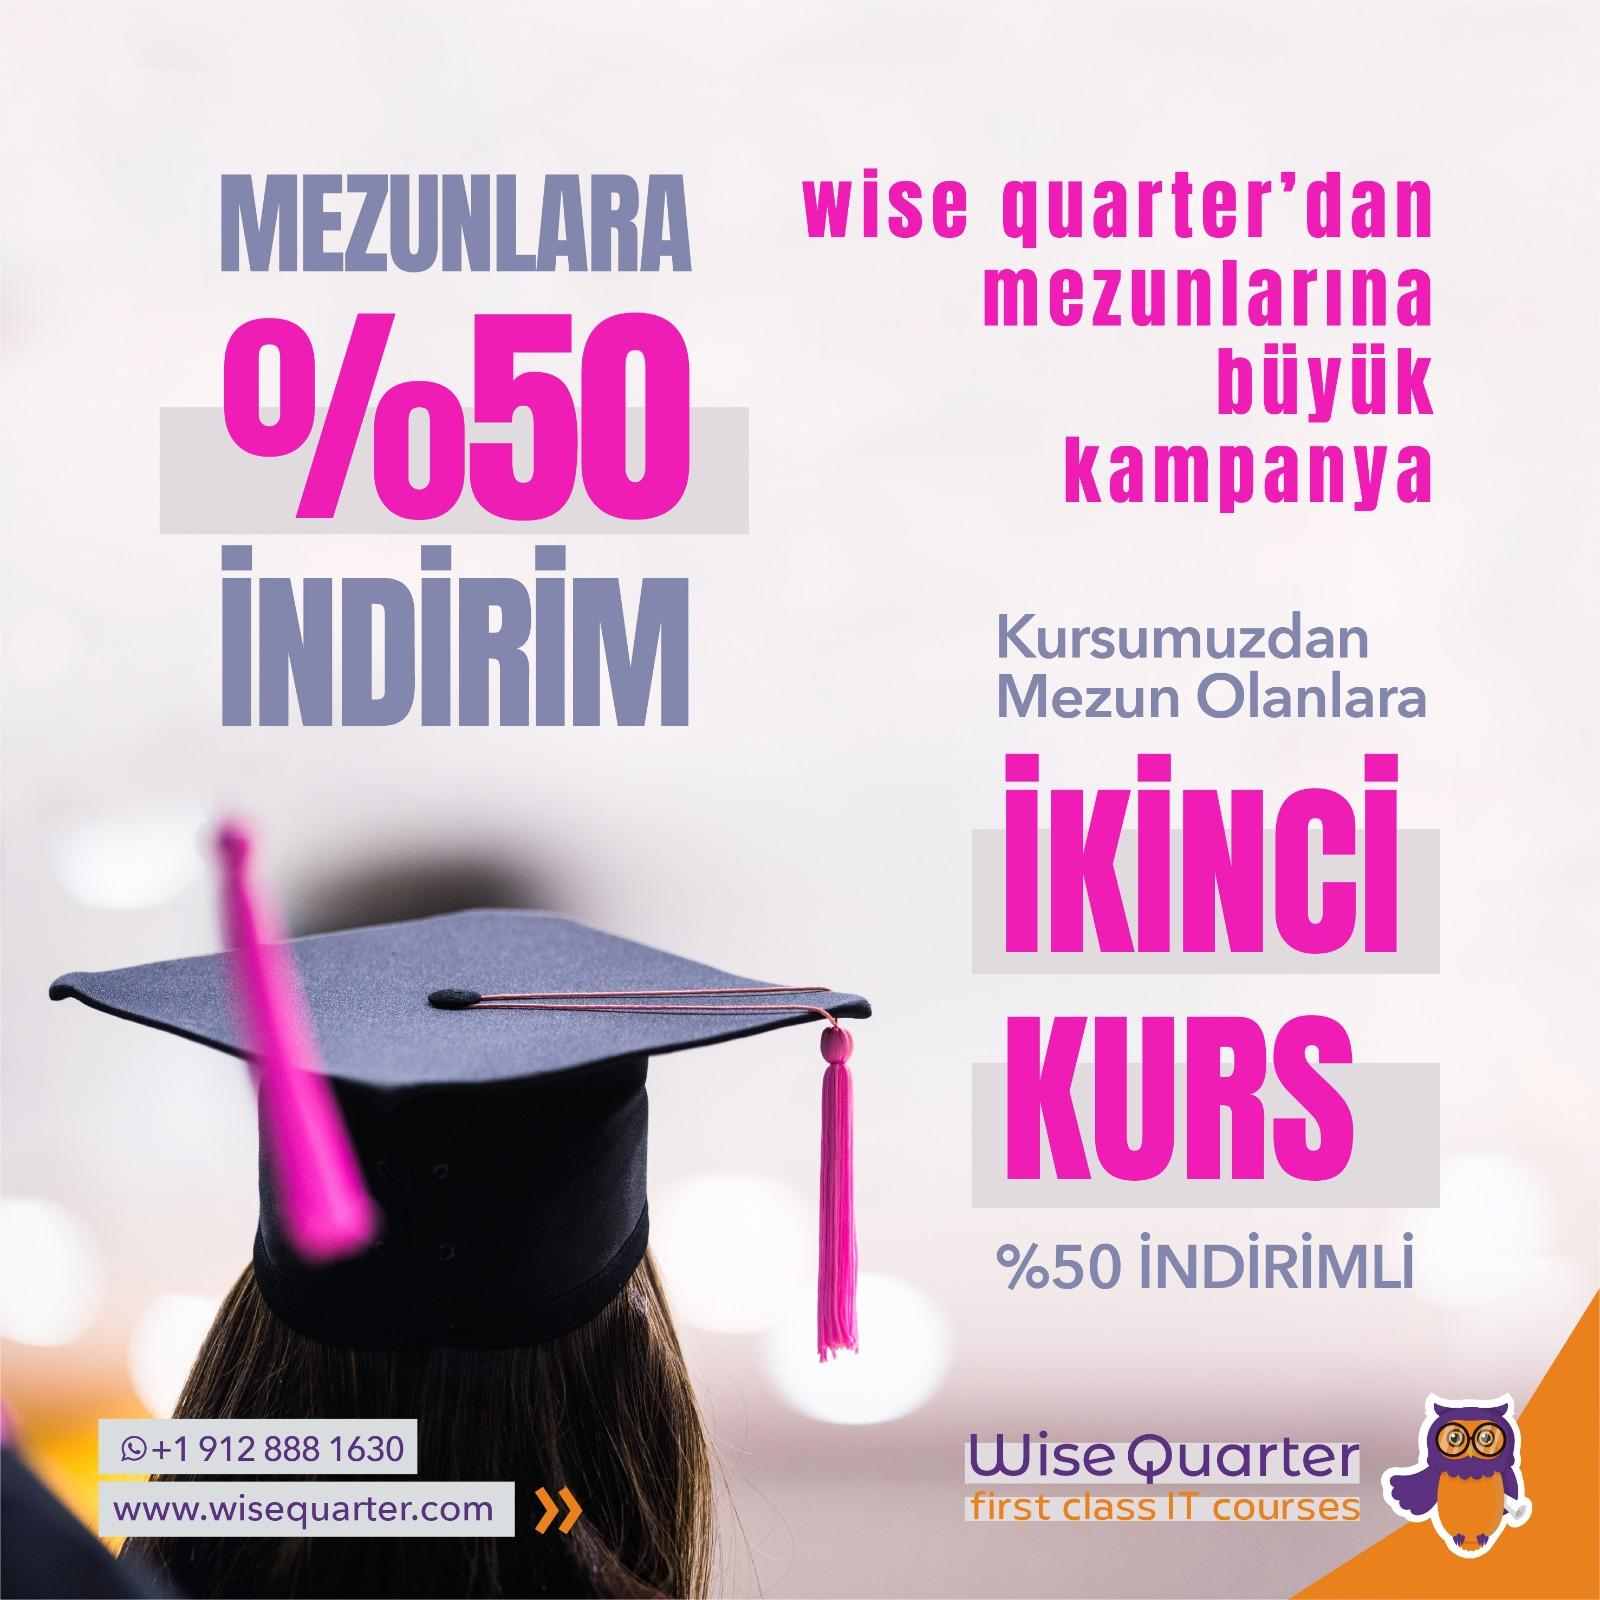 MEZUNLARA
%50
İNDİRİM
wise quarter’dan
mezunlarına
büyük
kampanya
Kursumuzdan
Mezun Olanlara
İKİNCİ
KURS
%50 İNDİRİMLİ
+1 912 888 1630
www.wisequarter.com
Wise Quarter
first class IT courses